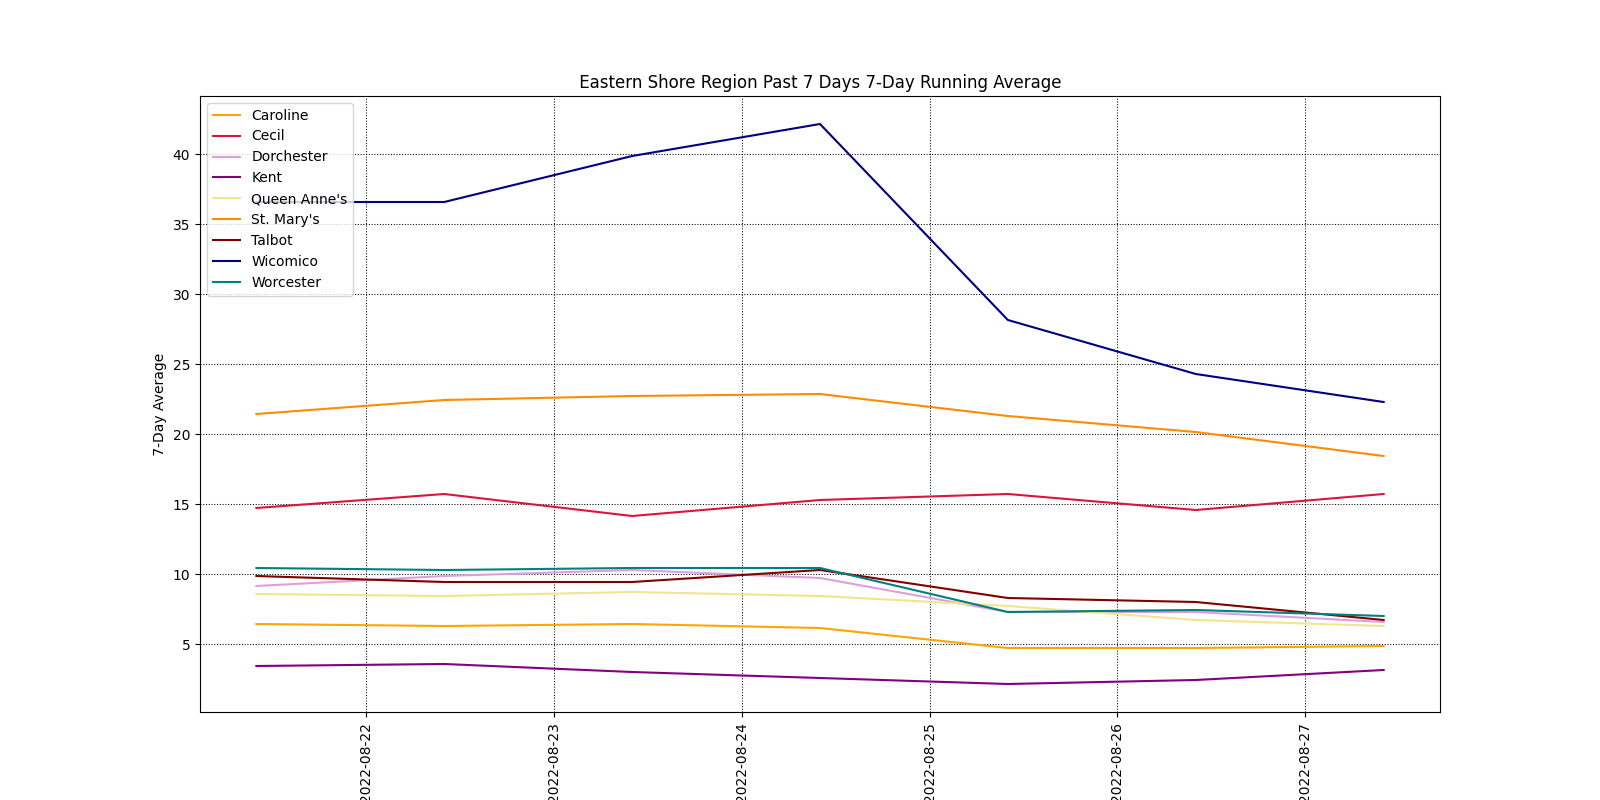 Eastern Shore Region Past 7 Days 7-Day Running Average
Caroline
Cecil
Dorchester
Kent
Queen Anne's
St. Mary's
Talbot
Wicomico
Worcester
7-Day Average
40
35
30
25
20
15
10
5
2022-08-22
2022-08-23
2022-08-24
2022-08-25
2022-08-26
2022-08-27